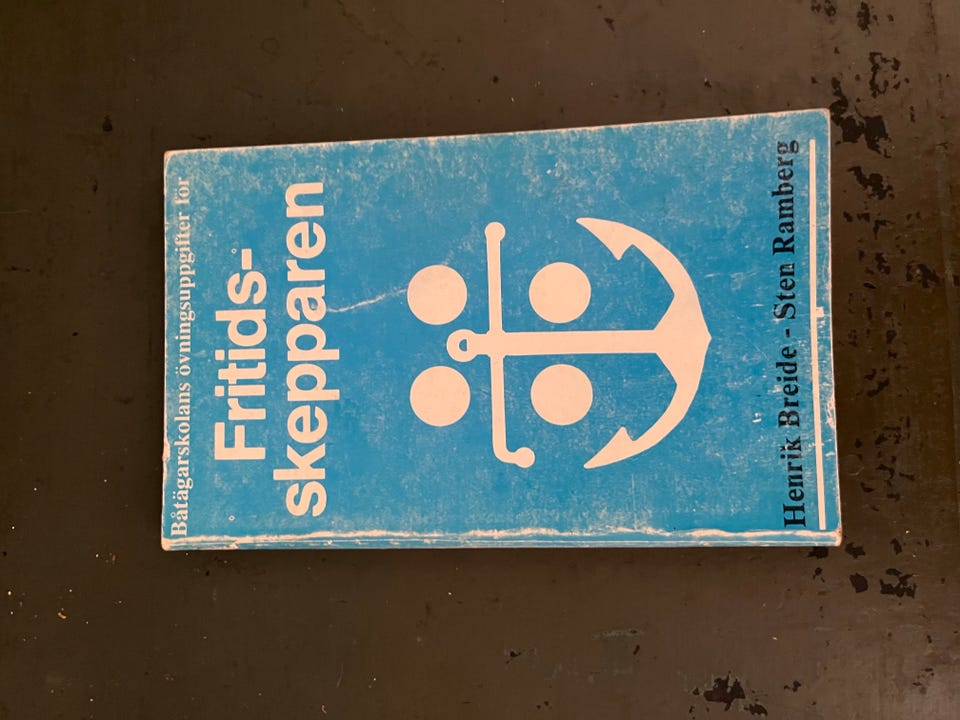 Båtägarskolans övningsuppgifter för
Fritids-
skepparen
Henrik Breide - Sten Ramberg